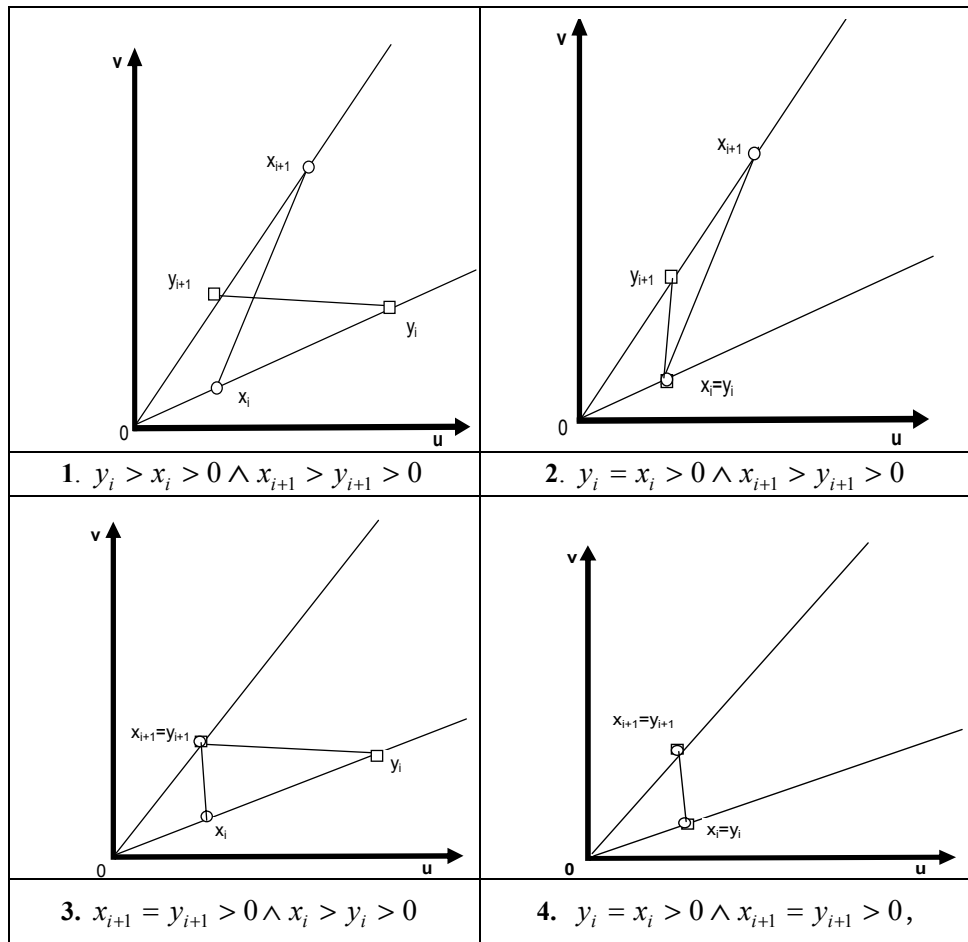 v
x_{i+1}
y_{i+1}
y_i
x_i
0
u
1. y_i > x_i > 0 ∧ x_{i+1} > y_{i+1} > 0
v
x_{i+1}
y_{i+1}
x_i=y_i
0
u
2. y_i = x_i > 0 ∧ x_{i+1} > y_{i+1} > 0
v
x_{i+1}=y_{i+1}
y_i
x_i
0
u
3. x_{i+1} = y_{i+1} > 0 ∧ x_i > y_i > 0
v
x_{i+1}=y_{i+1}
x_i=y_i
0
u
4. y_i = x_i > 0 ∧ x_{i+1} = y_{i+1} > 0,